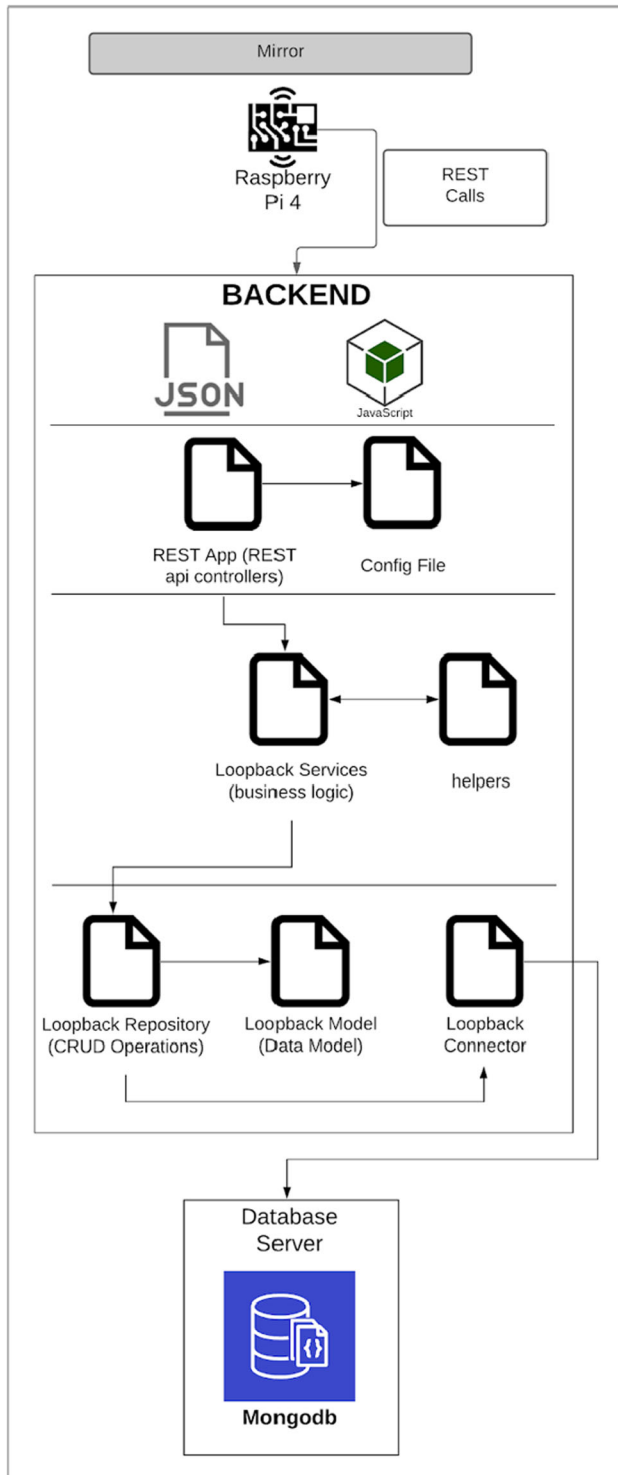 Mirror
Raspberry
Pi 4
REST
Calls
BACKEND
JSON
JavaScript
REST App (REST
api controllers)
Config File
Loopback Services
(business logic)
helpers
Loopback Repository
(CRUD Operations)
Loopback Model
(Data Model)
Loopback
Connector
Database
Server
{}
Mongodb